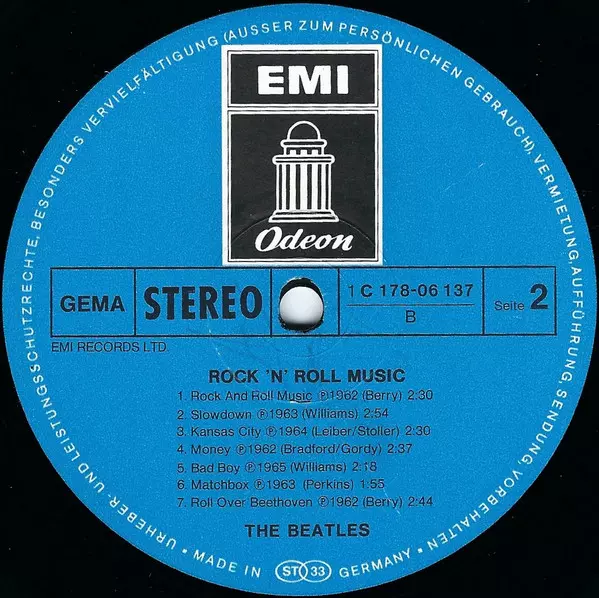 URHEBER- UND LEISTUNGSSCHUTZRECHTE, BESONDERS VERVIELFÄLTIGUNG (AUSSER ZUM PERSÖNLICHEN GEBRAUCH), VERMIETUNG, AUFFÜHRUNG, SENDUNG VORBEHALTEN
EMI
Odeon
GEMA
STEREO
1 C 178-06 137
B
Seite 2
EMI RECORDS LTD.
ROCK 'N' ROLL MUSIC
1. Rock And Roll Music ℗1962 (Berry) 2:30
2. Slowdown ℗1963 (Williams) 2:54
3. Kansas City ℗1964 (Leiber/Stoller) 2:30
4. Money ℗1962 (Bradford/Gordy) 2:37
5. Bad Boy ℗1965 (Williams) 2:18
6. Matchbox ℗1963 (Perkins) 1:55
7. Roll Over Beethoven ℗1962 (Berry) 2:44
THE BEATLES
• MADE IN ST 33 GERMANY •